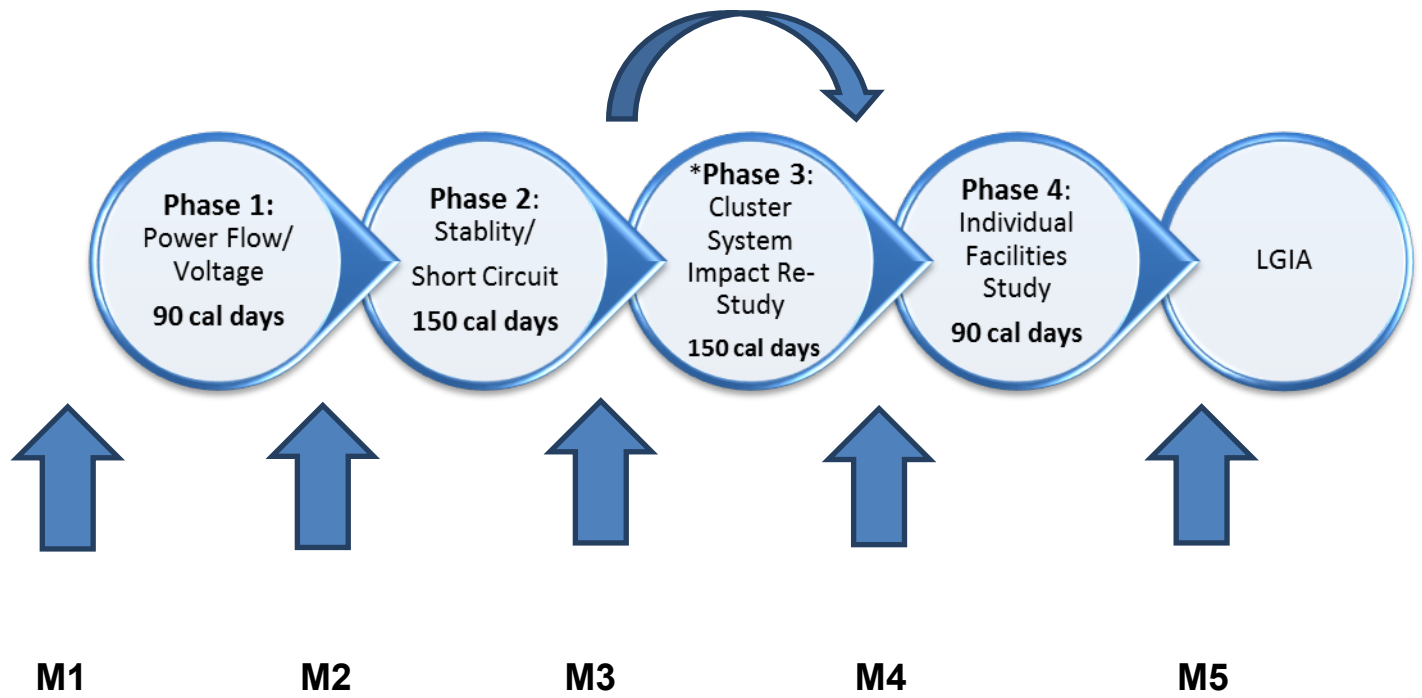 Phase 1:
Power Flow/
Voltage
90 cal days
Phase 2:
Stablity/
Short Circuit
150 cal days
*Phase 3:
Cluster
System
Impact Re-
Study
150 cal days
Phase 4:
Individual
Facilities
Study
90 cal days
LGIA
M1
M2
M3
M4
M5